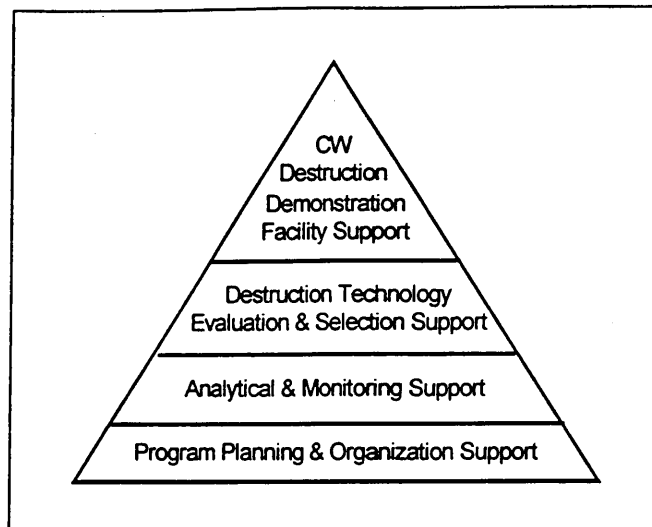 CW
Destruction
Demonstration
Facility Support
Destruction Technology
Evaluation & Selection Support
Analytical & Monitoring Support
Program Planning & Organization Support